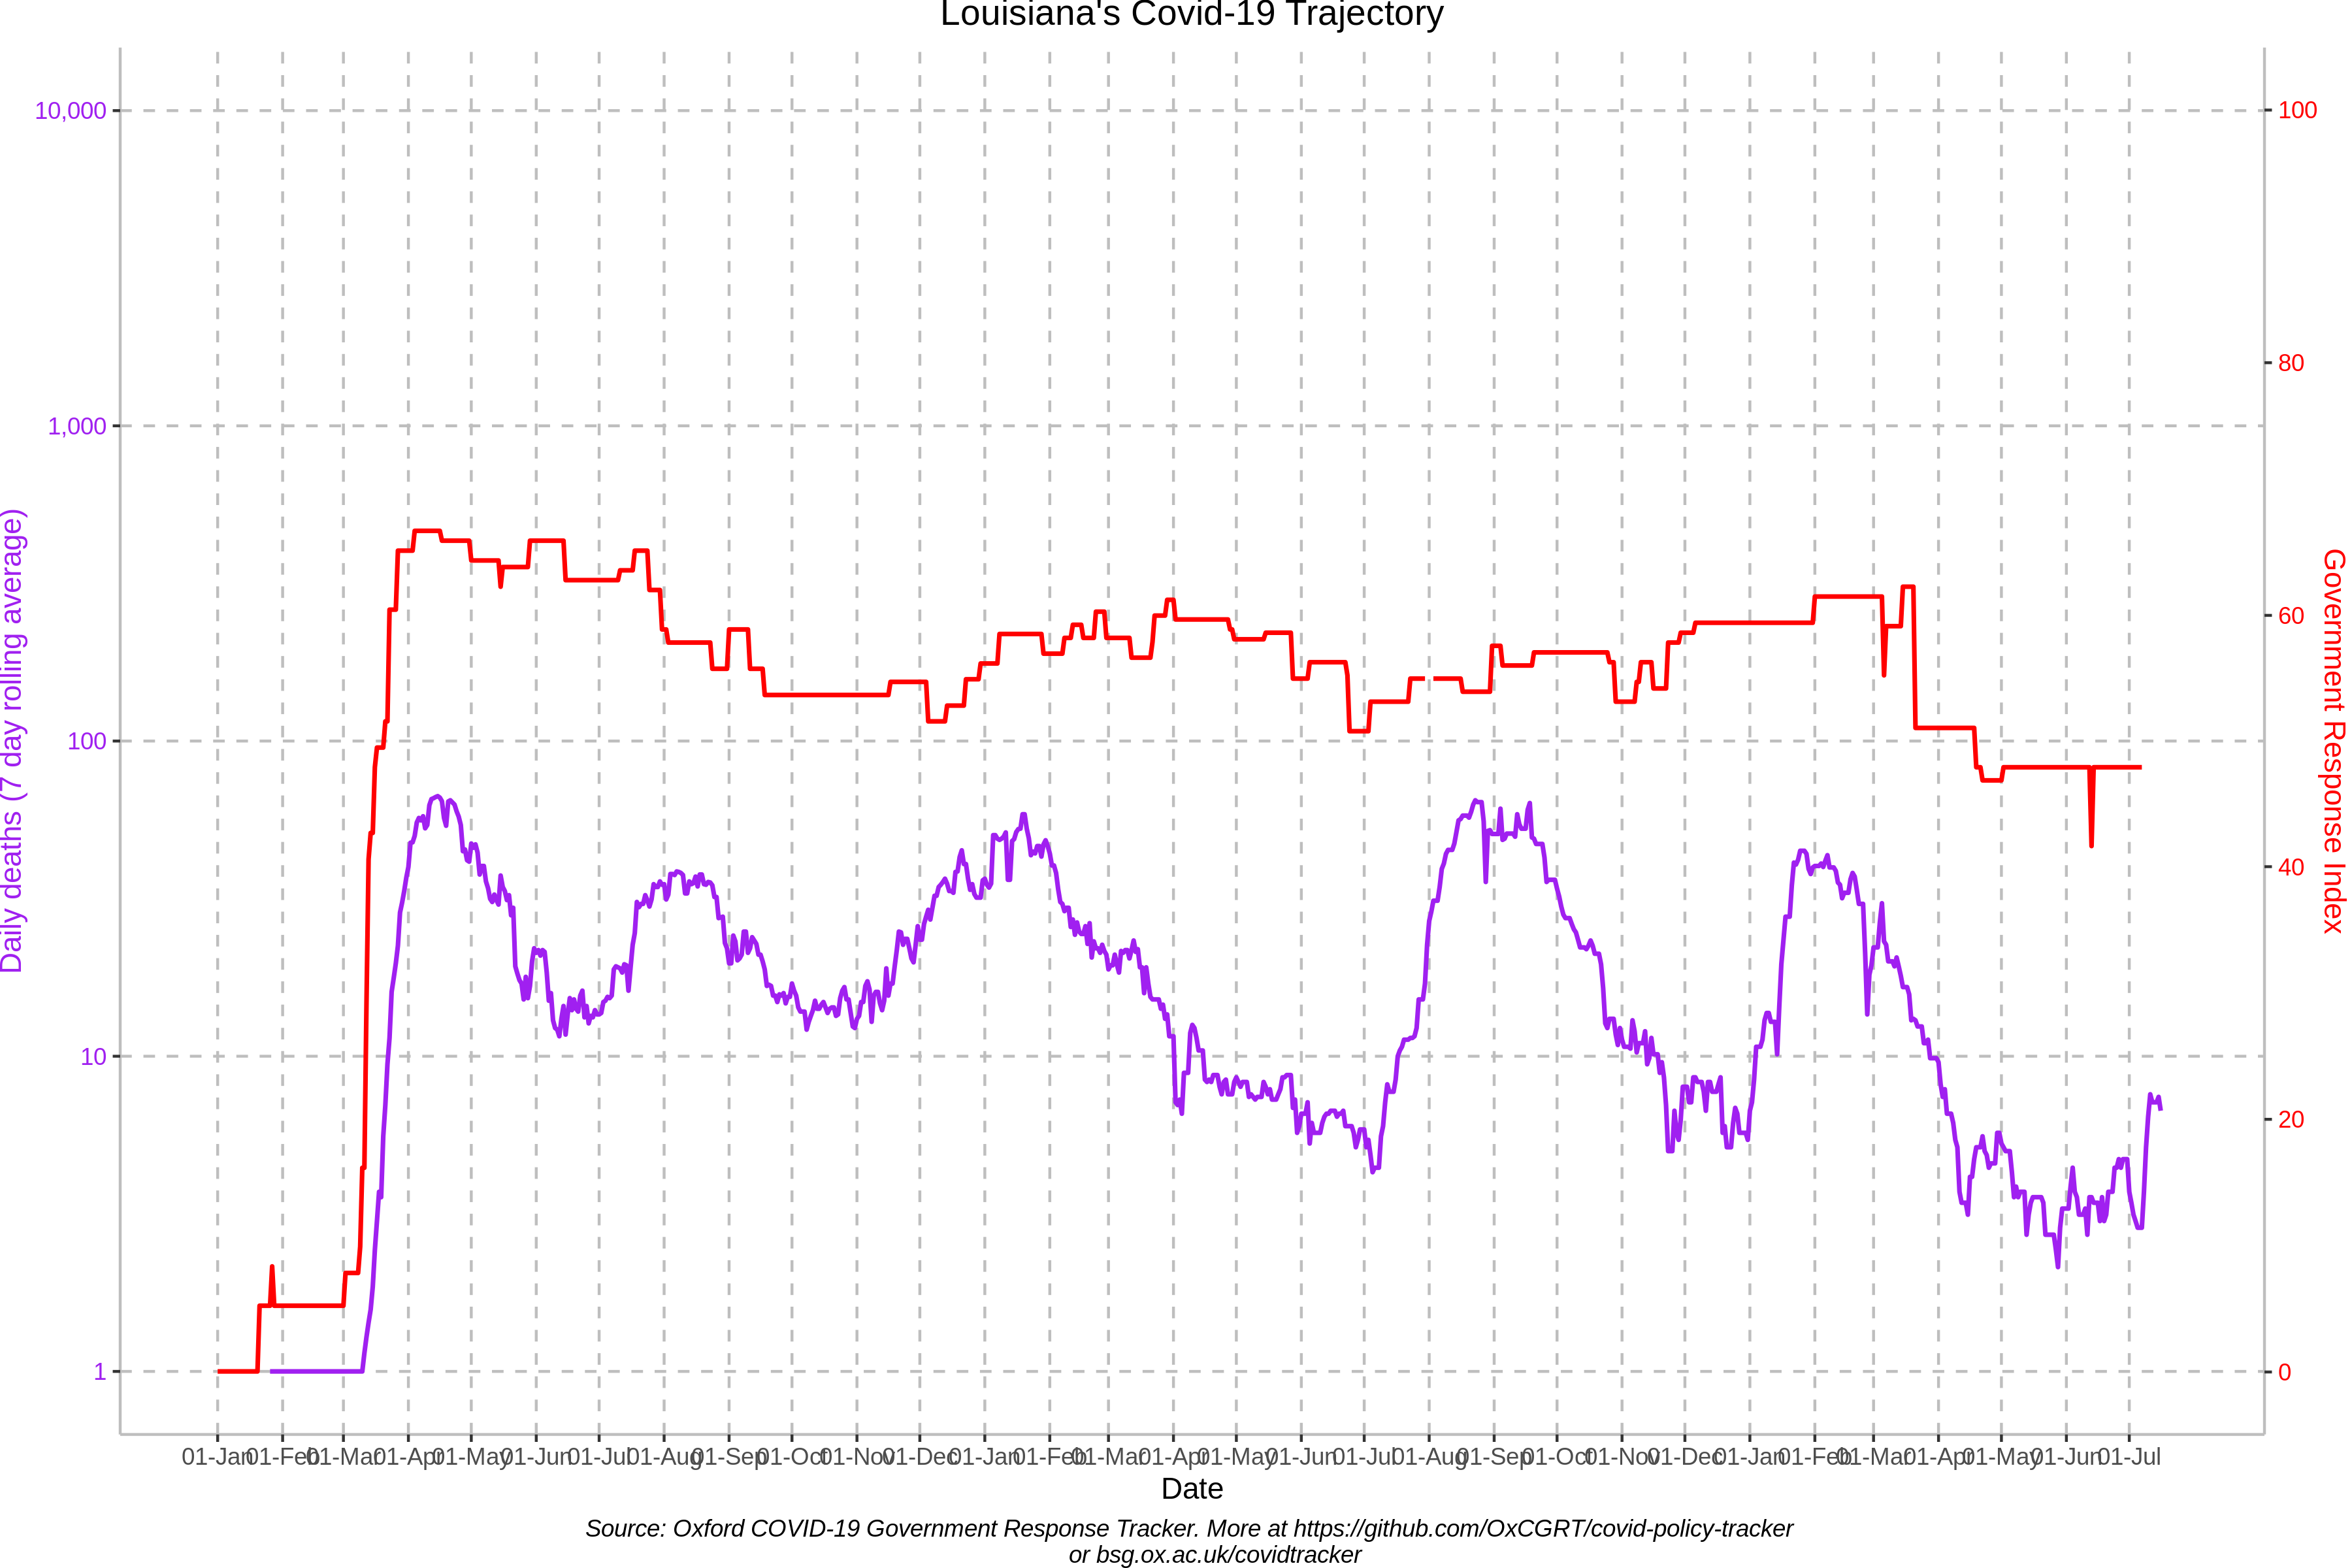 Louisiana's Covid-19 Trajectory
10,000
1,000
100
10
1
Daily deaths (7 day rolling average)
100
80
60
40
20
0
Government Response Index
01-Jan 01-Feb 01-Mar 01-Apr 01-May 01-Jun 01-Jul 01-Aug 01-Sep 01-Oct 01-Nov 01-Dec 01-Jan 01-Feb 01-Mar 01-Apr 01-May 01-Jun 01-Jul 01-Aug 01-Sep 01-Oct 01-Nov 01-Dec 01-Jan 01-Feb 01-Mar 01-Apr 01-May 01-Jun 01-Jul
Date
Source: Oxford COVID-19 Government Response Tracker. More at https://github.com/OxCGRT/covid-policy-tracker
or bsg.ox.ac.uk/covidtracker